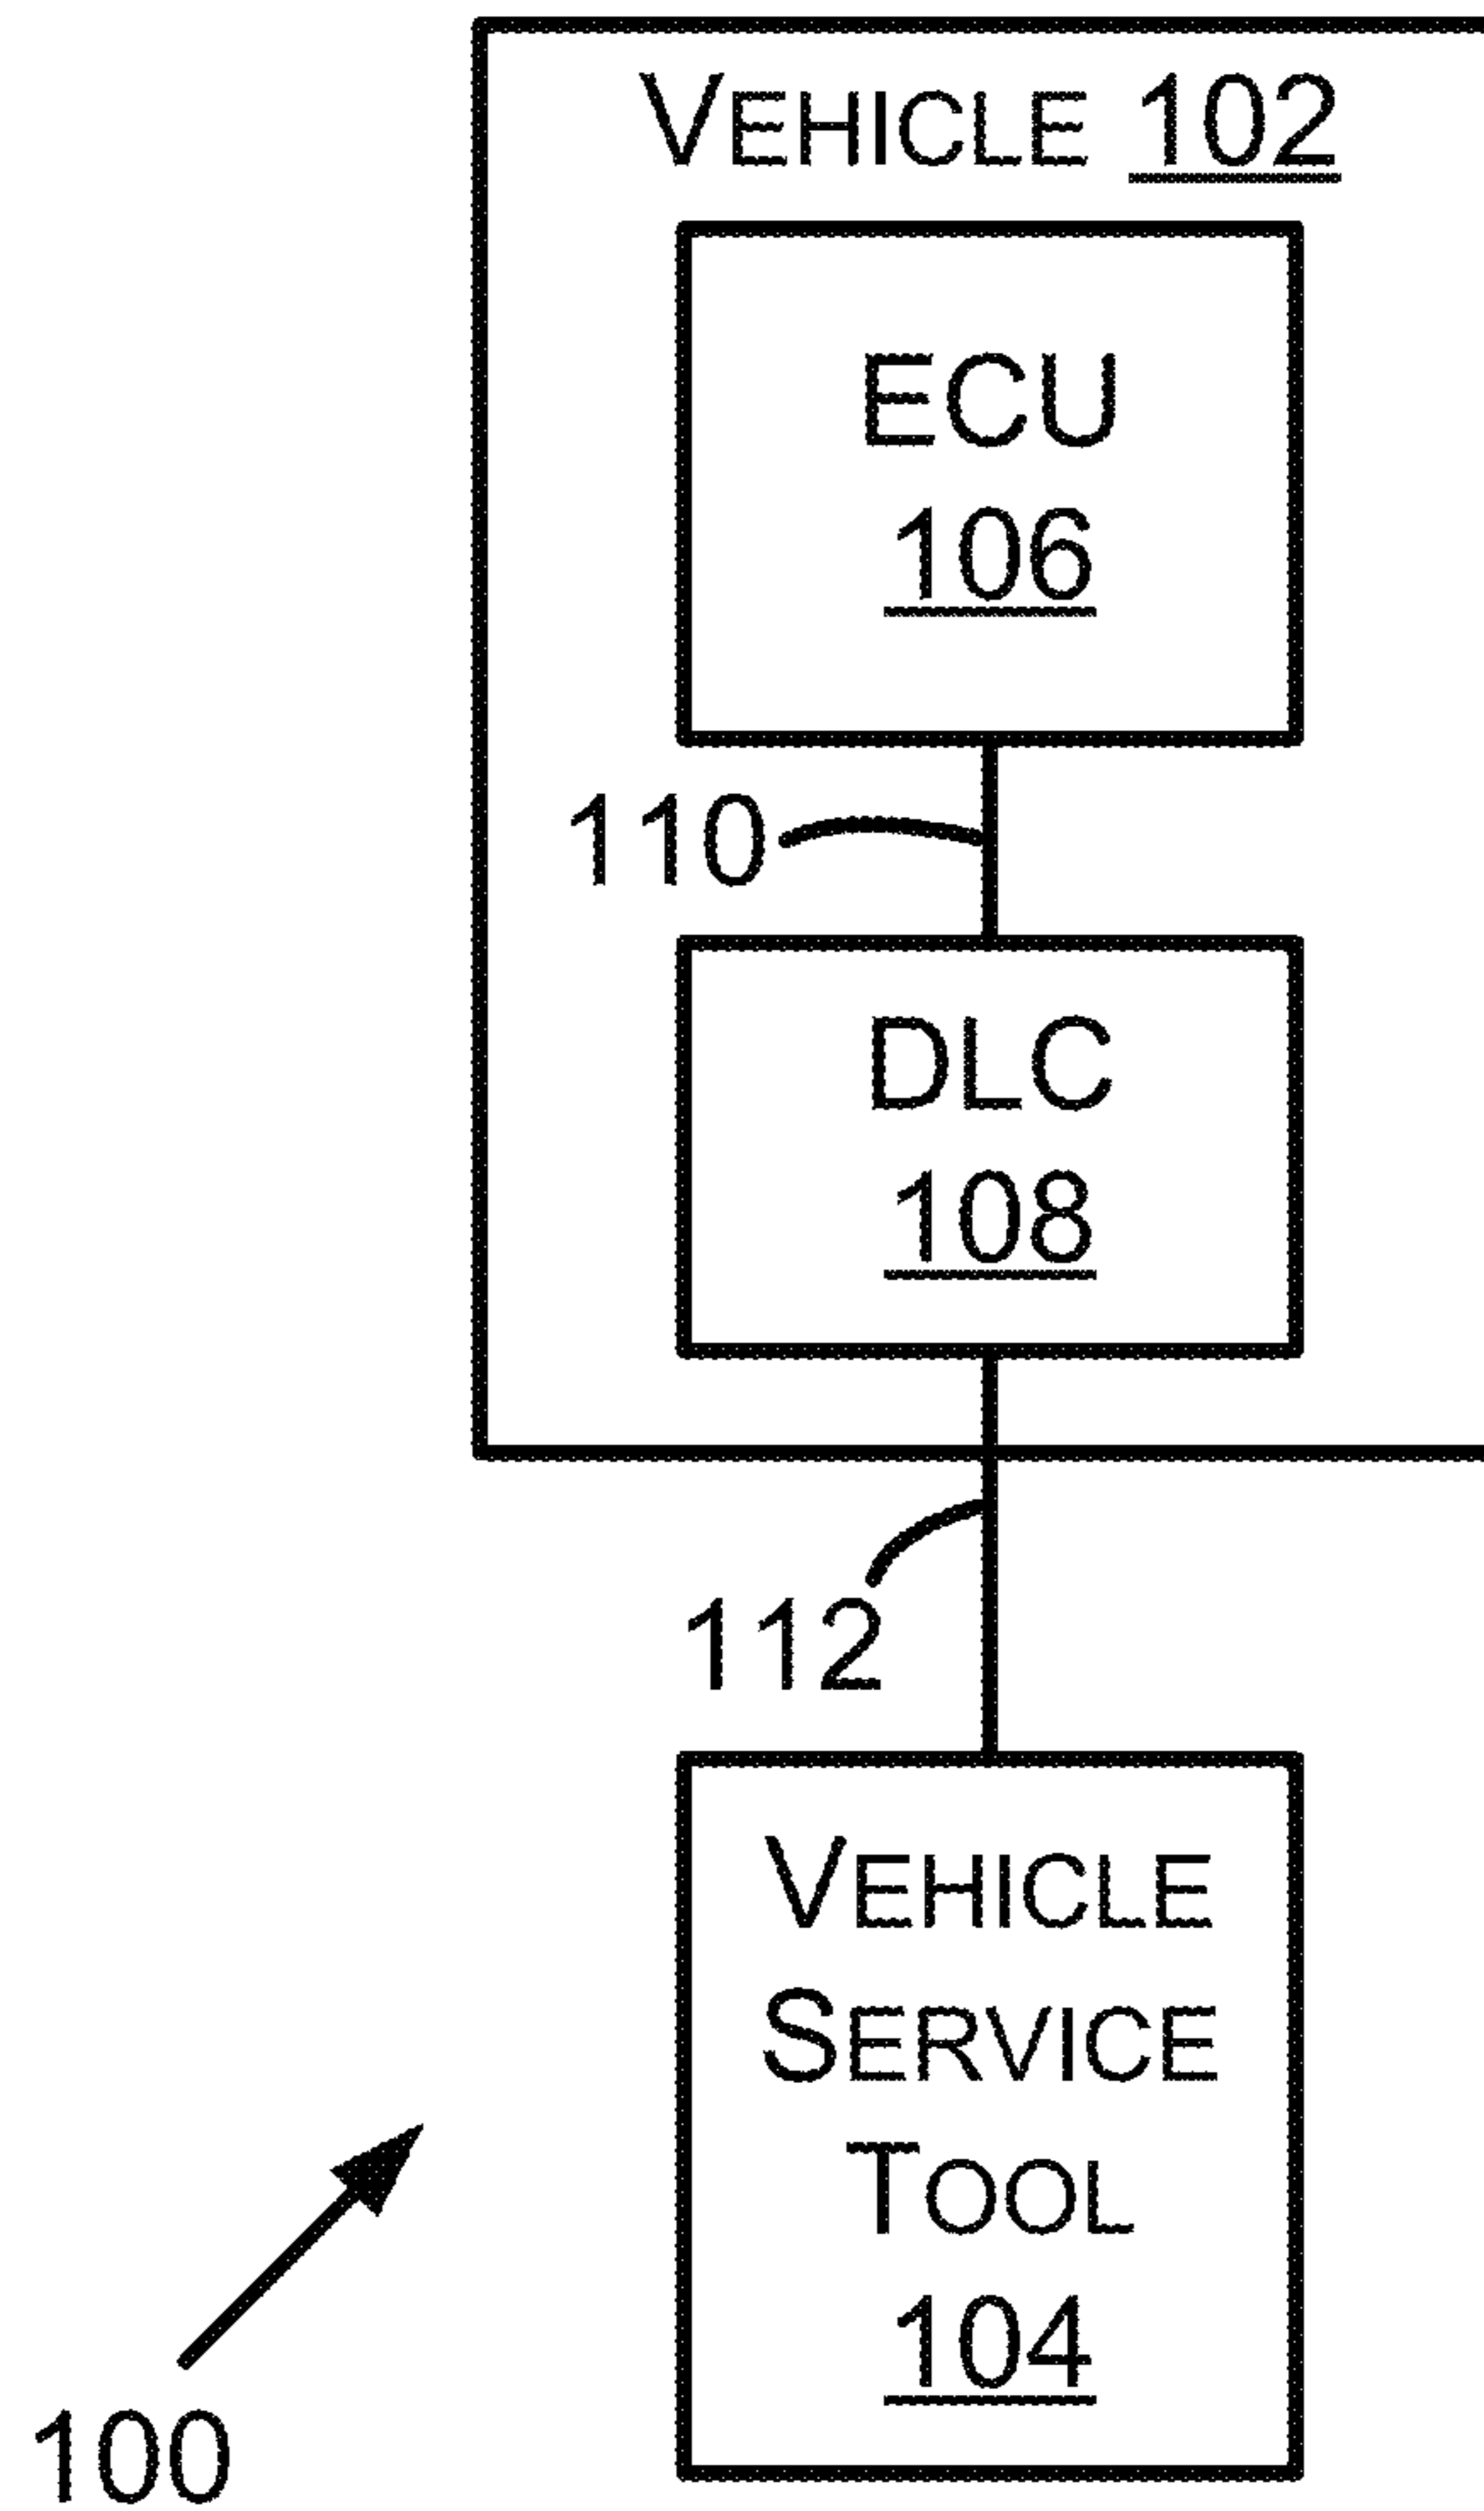 VEHICLE 102
ECU
106
110
DLC
108
112
VEHICLE
SERVICE
TOOL
104
100